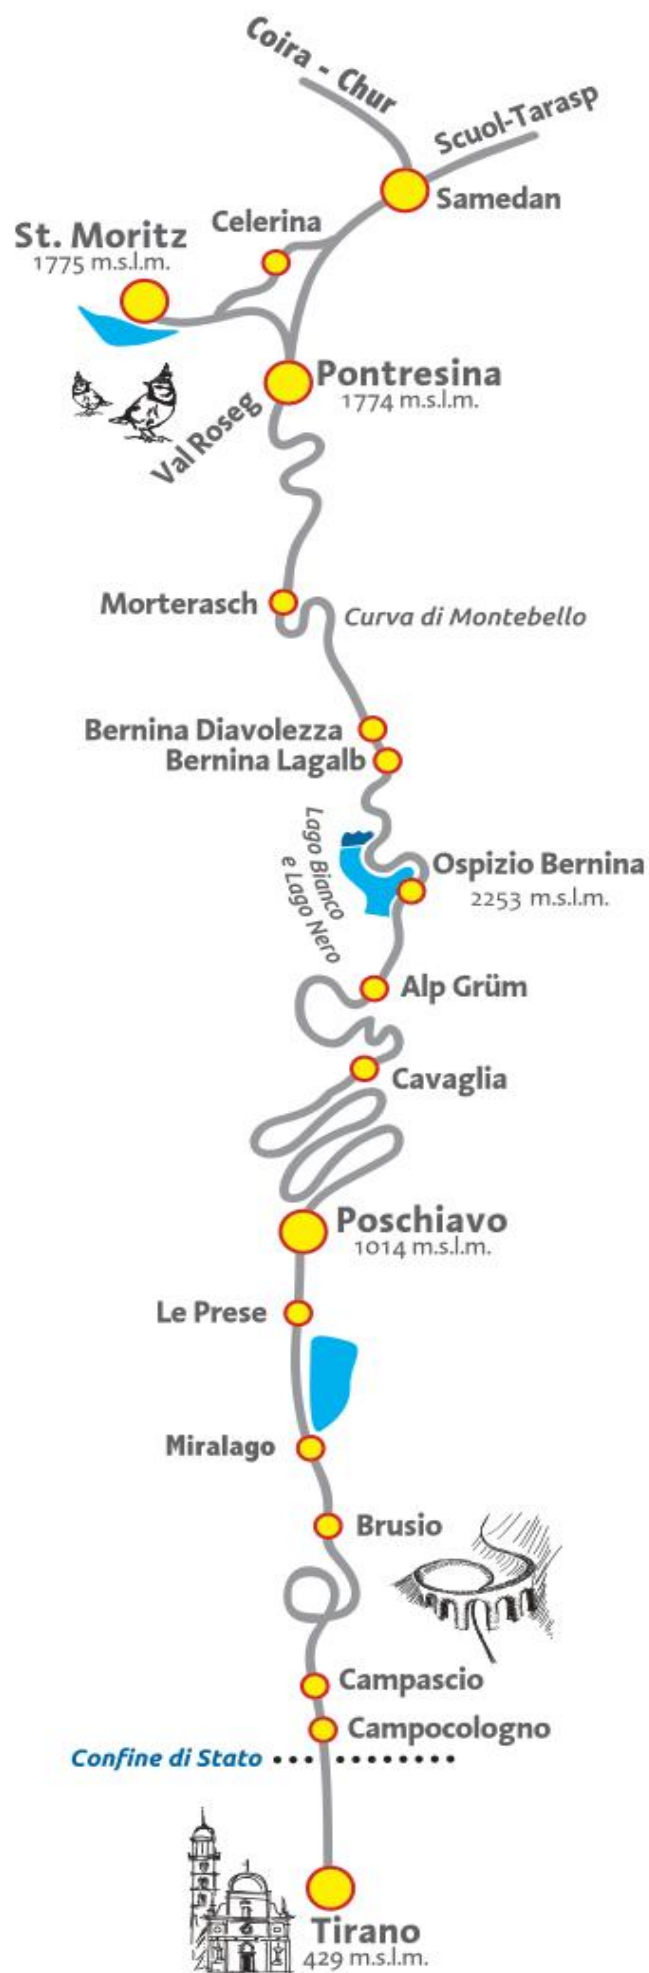 Coira - Chur
Scuol-Tarasp
Samedan
Celerina
St. Moritz
1775 m.s.l.m.
Pontresina
1774 m.s.l.m.
Val Roseg
Morterasch
Curva di Montebello
Bernina Diavolezza
Bernina Lagalb
Lago Bianco
e Lago Nero
Ospizio Bernina
2253 m.s.l.m.
Alp Grüm
Cavaglia
Poschiavo
1014 m.s.l.m.
Le Prese
Miralago
Brusio
Campascio
Campocologno
Confine di Stato
Tirano
429 m.s.l.m.